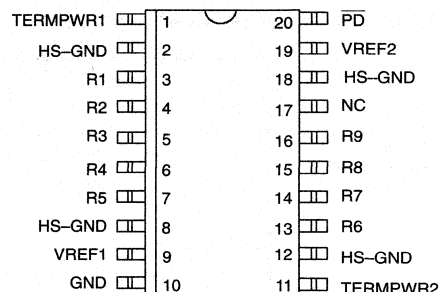 TERMPWR1 1 20 PD
HS–GND 2 19 VREF2
R1 3 18 HS–GND
R2 4 17 NC
R3 5 16 R9
R4 6 15 R8
R5 7 14 R7
HS–GND 8 13 R6
VREF1 9 12 HS–GND
GND 10 11 TERMPWR2